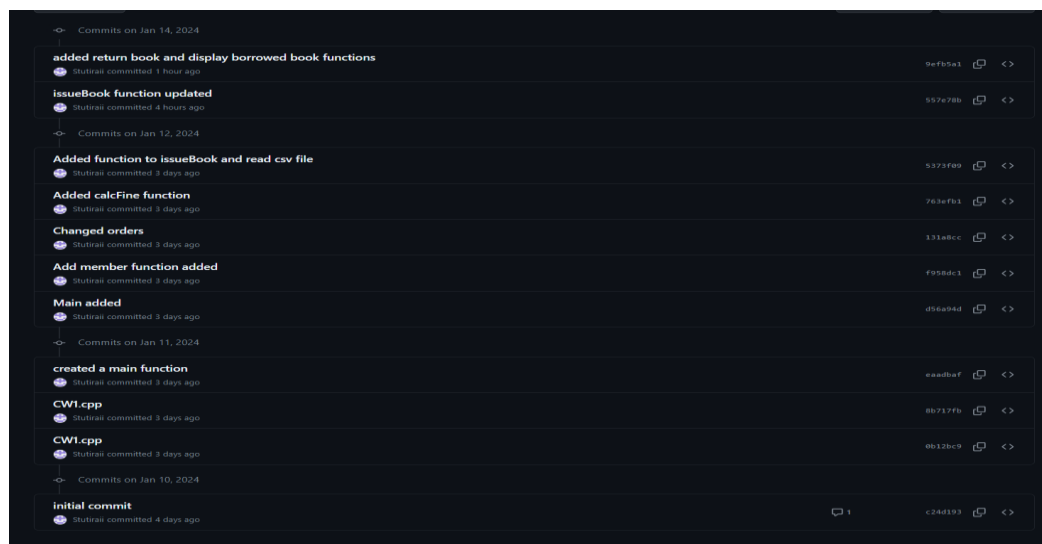 Commits on Jan 14, 2024
added return book and display borrowed book functions
Stutiraii committed 1 hour ago
9efb5a1
issueBook function updated
Stutiraii committed 4 hours ago
557e78b
Commits on Jan 12, 2024
Added function to issueBook and read csv file
Stutiraii committed 3 days ago
5373f09
Added calcFine function
Stutiraii committed 3 days ago
763efb1
Changed orders
Stutiraii committed 3 days ago
131a8cc
Add member function added
Stutiraii committed 3 days ago
f958dc1
Main added
Stutiraii committed 3 days ago
d56a94d
Commits on Jan 11, 2024
created a main function
Stutiraii committed 3 days ago
eaadbaf
CW1.cpp
Stutiraii committed 3 days ago
8b717fb
CW1.cpp
Stutiraii committed 3 days ago
0b12bc9
Commits on Jan 10, 2024
initial commit
Stutiraii committed 4 days ago
1
c24d193